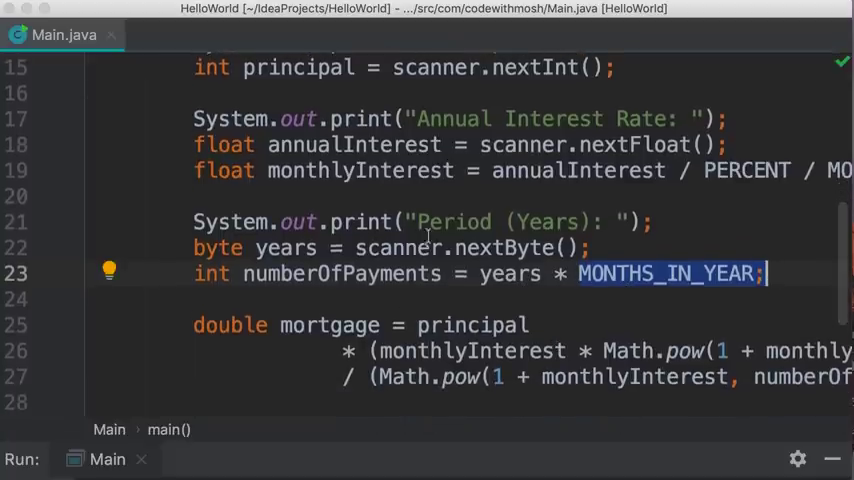 HelloWorld [~/IdeaProjects/HelloWorld] - .../src/com/codewithmosh/Main.java [HelloWorld]
Main.java
15 int principal = scanner.nextInt();
16
17 System.out.print("Annual Interest Rate: ");
18 float annualInterest = scanner.nextFloat();
19 float monthlyInterest = annualInterest / PERCENT / MO
20
21 System.out.print("Period (Years): ");
22 byte years = scanner.nextByte();
23 int numberOfPayments = years * MONTHS_IN_YEAR;
24
25 double mortgage = principal
26 * (monthlyInterest * Math.pow(1 + monthly
27 / (Math.pow(1 + monthlyInterest, numberOf
28
Main › main()
Run: Main